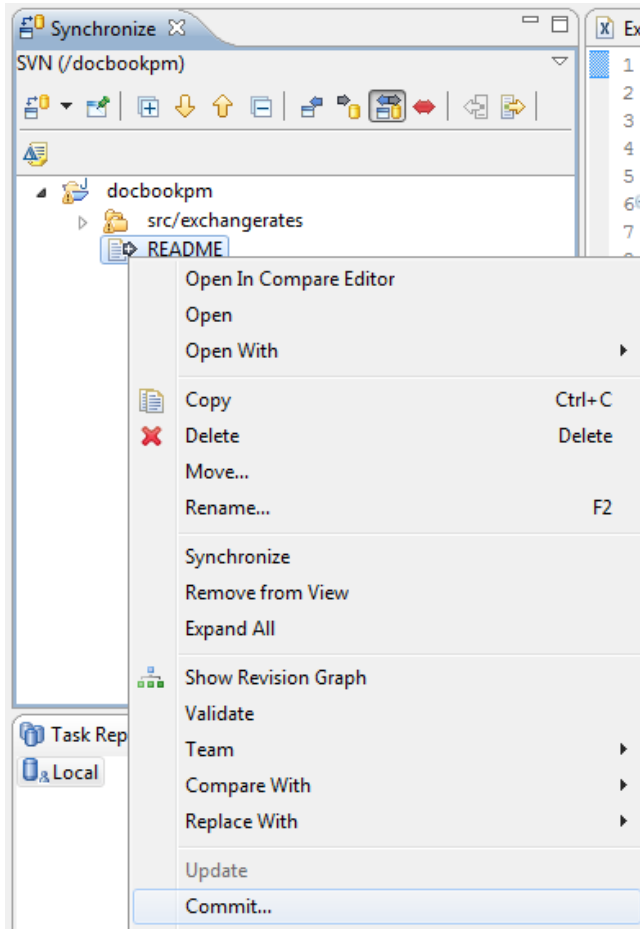 Synchronize
Ex
SVN (/docbookpm)
1
2
3
4
5
6
7
docbookpm
src/exchangerates
README
Open In Compare Editor
Open
Open With
Copy Ctrl+C
Delete Delete
Move...
Rename... F2
Synchronize
Remove from View
Expand All
Show Revision Graph
Validate
Task Rep
Team
Local
Compare With
Replace With
Update
Commit...